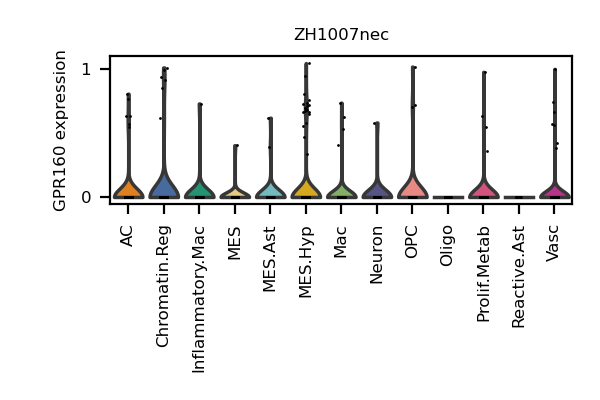 ZH1007nec
GPR160 expression
1
0
AC
Chromatin.Reg
Inflammatory.Mac
MES
MES.Ast
MES.Hyp
Mac
Neuron
OPC
Oligo
Prolif.Metab
Reactive.Ast
Vasc